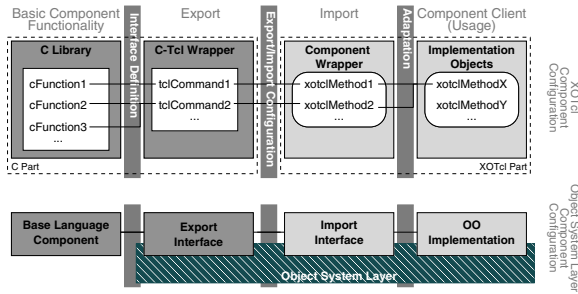 Basic Component
Functionality
Export
Import
Component Client
(Usage)
Interface Definition
Export/Import Configuration
Adaptation
C Library
cFunction1
cFunction2
cFunction3
...
C-Tcl Wrapper
tclCommand1
tclCommand2
...
Component
Wrapper
xotclMethod1
xotclMethod2
...
Implementation
Objects
xotclMethodX
xotclMethodY
...
C Part
XOTcl Part
XOTcl
Component
Configuration
Base Language
Component
Export
Interface
Import
Interface
OO
Implementation
Object System Layer
Object System Layer
Component
Configuration